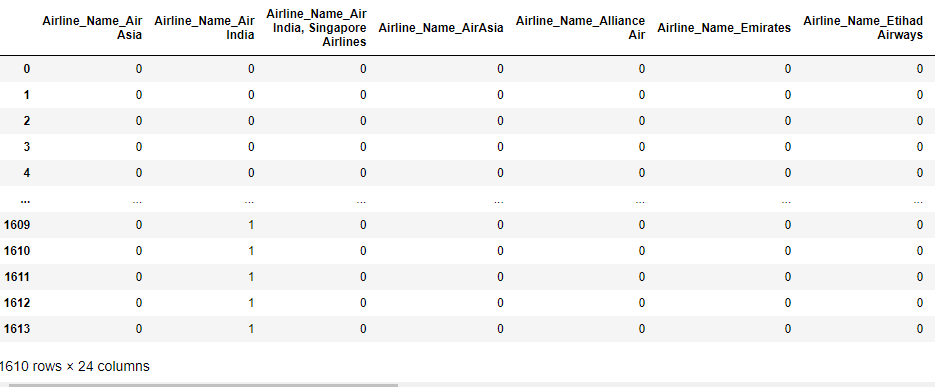 Airline_Name_Air Asia Airline_Name_Air India Airline_Name_Air India, Singapore Airlines Airline_Name_AirAsia Airline_Name_Alliance Air Airline_Name_Emirates Airline_Name_Etihad Airways
0 0 0 0 0 0 0 0
1 0 0 0 0 0 0 0
2 0 0 0 0 0 0 0
3 0 0 0 0 0 0 0
4 0 0 0 0 0 0 0
... ... ... ... ... ... ... ...
1609 0 1 0 0 0 0 0
1610 0 1 0 0 0 0 0
1611 0 1 0 0 0 0 0
1612 0 1 0 0 0 0 0
1613 0 1 0 0 0 0 0
1610 rows × 24 columns